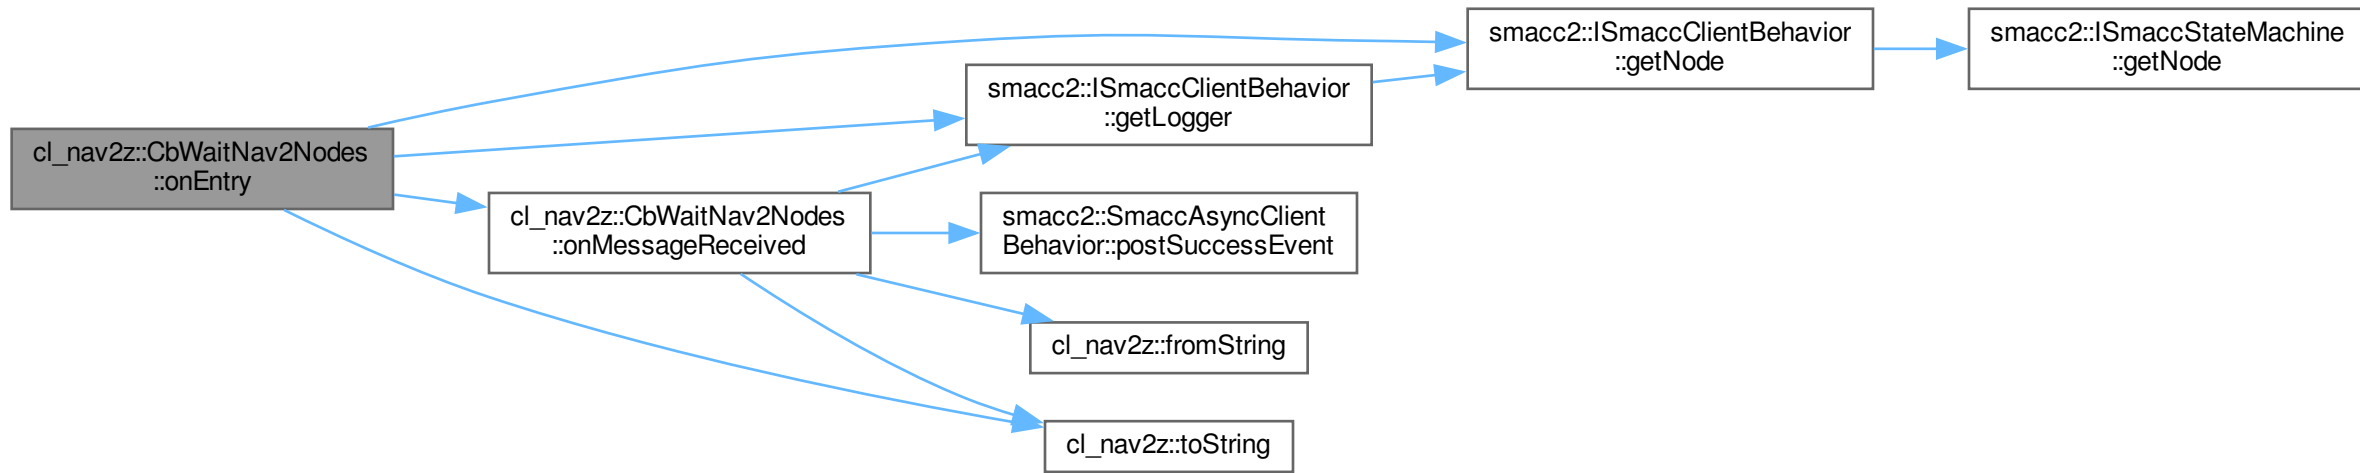 cl_nav2z::CbWaitNav2Nodes
::onEntry
cl_nav2z::CbWaitNav2Nodes
::onMessageReceived
smacc2::ISmaccClientBehavior
::getLogger
smacc2::SmaccAsyncClient
Behavior::postSuccessEvent
cl_nav2z::fromString
cl_nav2z::toString
smacc2::ISmaccClientBehavior
::getNode
smacc2::ISmaccStateMachine
::getNode